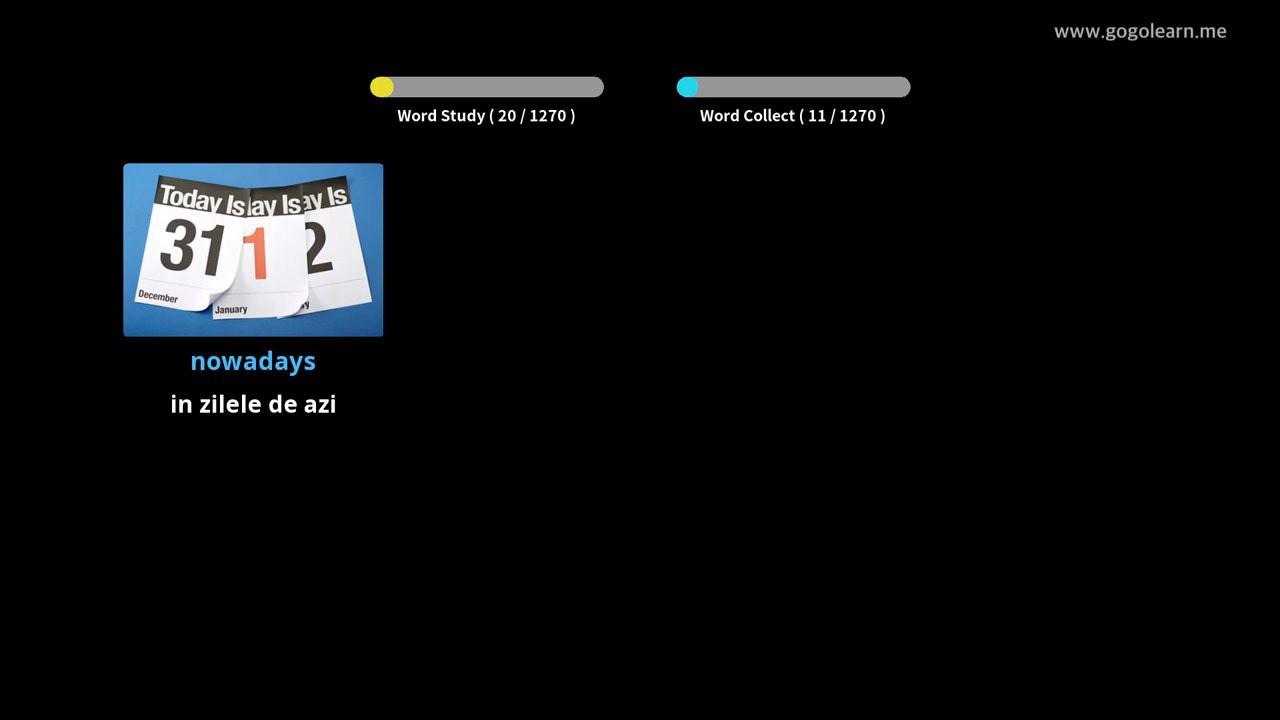 www.gogolearn.me
Word Study ( 20 / 1270 )
Word Collect ( 11 / 1270 )
Today Is
ay Is
ay Is
31
1
2
December
January
ry
nowadays
in zilele de azi